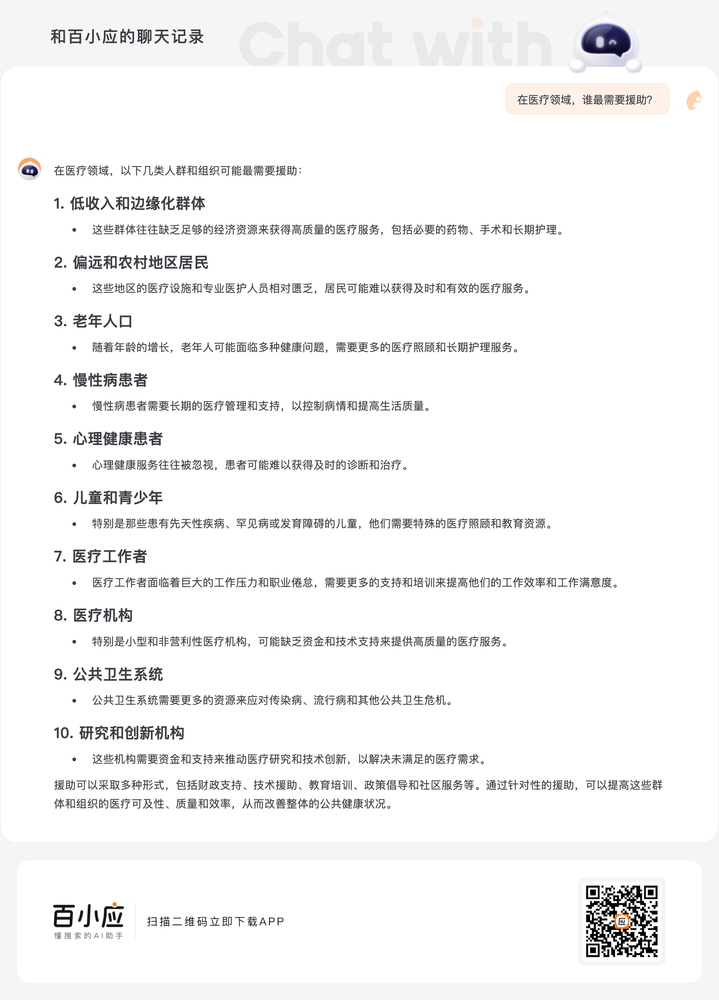 和百小应的聊天记录
Chat with
在医疗领域，谁最需要援助？
在医疗领域，以下几类人群和组织可能最需要援助：
1. 低收入和边缘化群体
• 这些群体往往缺乏足够的经济资源来获得高质量的医疗服务，包括必要的药物、手术和长期护理。
2. 偏远和农村地区居民
• 这些地区的医疗设施和专业医护人员相对匮乏，居民可能难以获得及时和有效的医疗服务。
3. 老年人口
• 随着年龄的增长，老年人可能面临多种健康问题，需要更多的医疗照顾和长期护理服务。
4. 慢性病患者
• 慢性病患者需要长期的医疗管理和支持，以控制病情和提高生活质量。
5. 心理健康患者
• 心理健康服务往往被忽视，患者可能难以获得及时的诊断和治疗。
6. 儿童和青少年
• 特别是那些患有先天性疾病、罕见病或发育障碍的儿童，他们需要特殊的医疗照顾和教育资源。
7. 医疗工作者
• 医疗工作者面临着巨大的工作压力和职业倦怠，需要更多的支持和培训来提高他们的工作效率和工作满意度。
8. 医疗机构
• 特别是小型和非营利性医疗机构，可能缺乏资金和技术支持来提供高质量的医疗服务。
9. 公共卫生系统
• 公共卫生系统需要更多的资源来应对传染病、流行病和其他公共卫生危机。
10. 研究和创新机构
• 这些机构需要资金和支持来推动医疗研究和技术创新，以解决未满足的医疗需求。
援助可以采取多种形式，包括财政支持、技术援助、教育培训、政策倡导和社区服务等。通过针对性的援助，可以提高这些群
体和组织的医疗可及性、质量和效率，从而改善整体的公共健康状况。
百小应
懂搜索的AI助手
扫描二维码立即下载APP
应